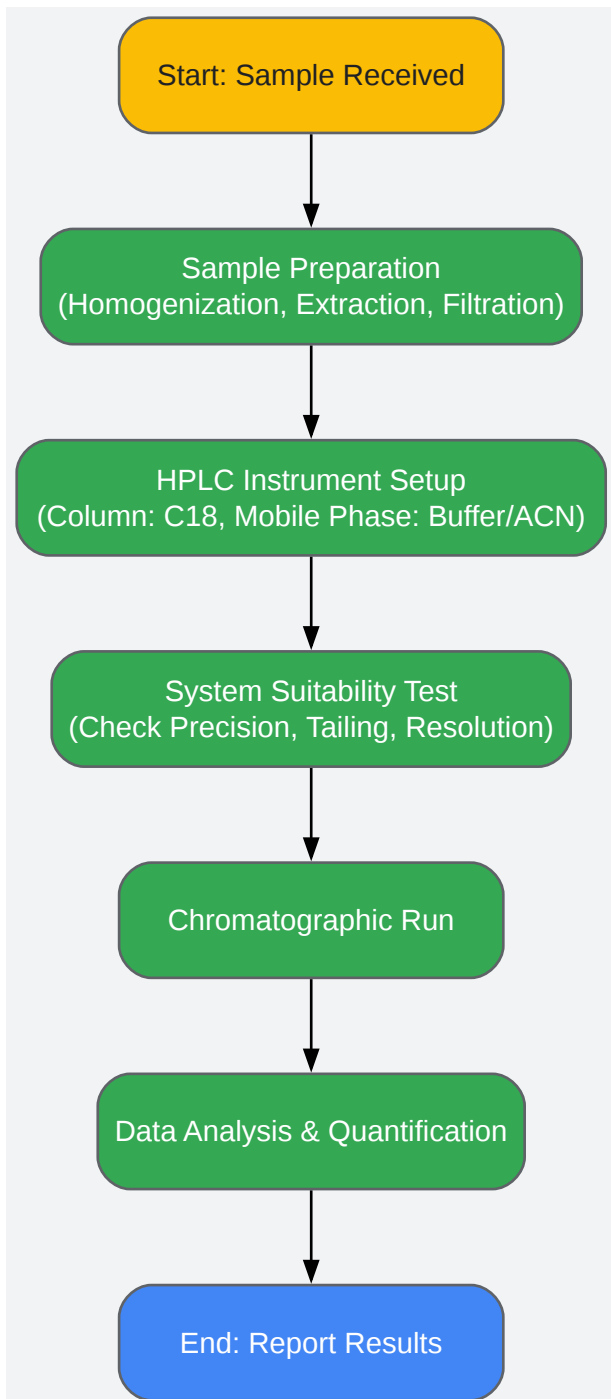 Start: Sample Received
Sample Preparation
(Homogenization, Extraction, Filtration)
HPLC Instrument Setup
(Column: C18, Mobile Phase: Buffer/ACN)
System Suitability Test
(Check Precision, Tailing, Resolution)
Chromatographic Run
Data Analysis & Quantification
End: Report Results